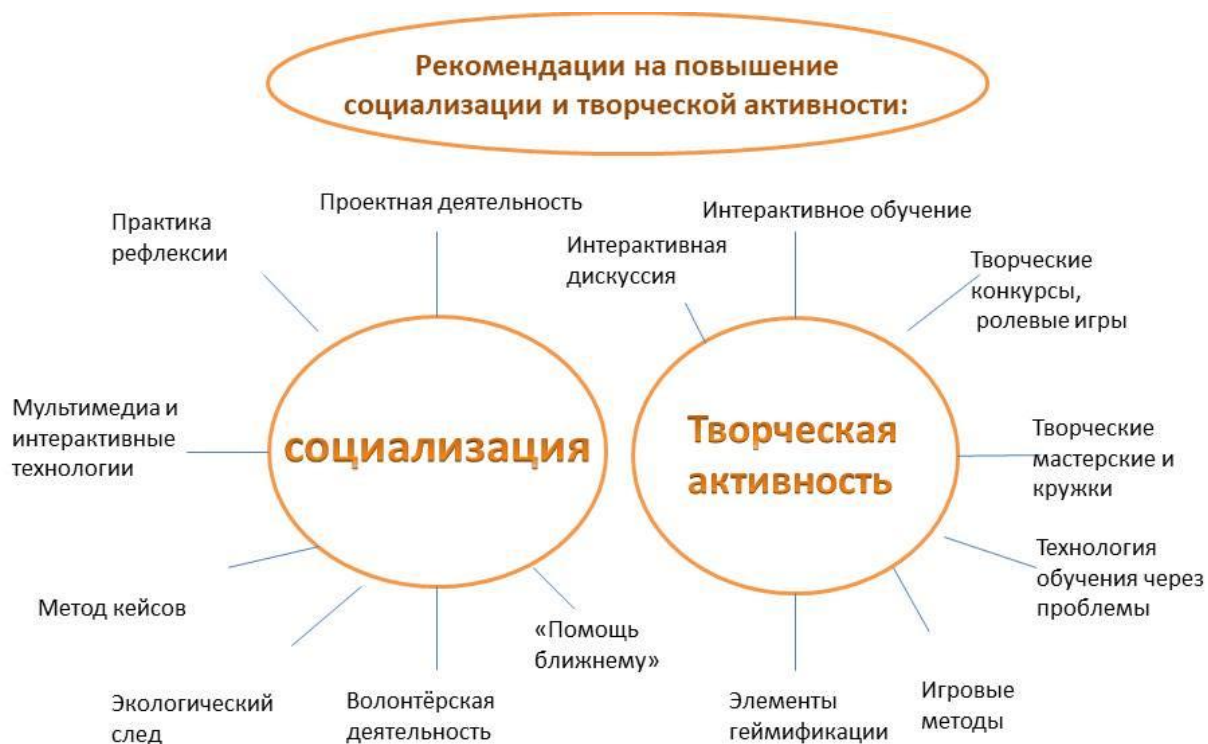 Рекомендации на повышение
социализации и творческой активности:
Практика
рефлексии
Проектная деятельность
Интерактивная
дискуссия
Интерактивное обучение
Творческие
конкурсы,
ролевые игры
Мультимедиа и
интерактивные
технологии
социализация
Творческая
активность
Творческие
мастерские и
кружки
Технология
обучения через
проблемы
Метод кейсов
«Помощь
ближнему»
Экологический
след
Волонтёрская
деятельность
Элементы
геймификации
Игровые
методы